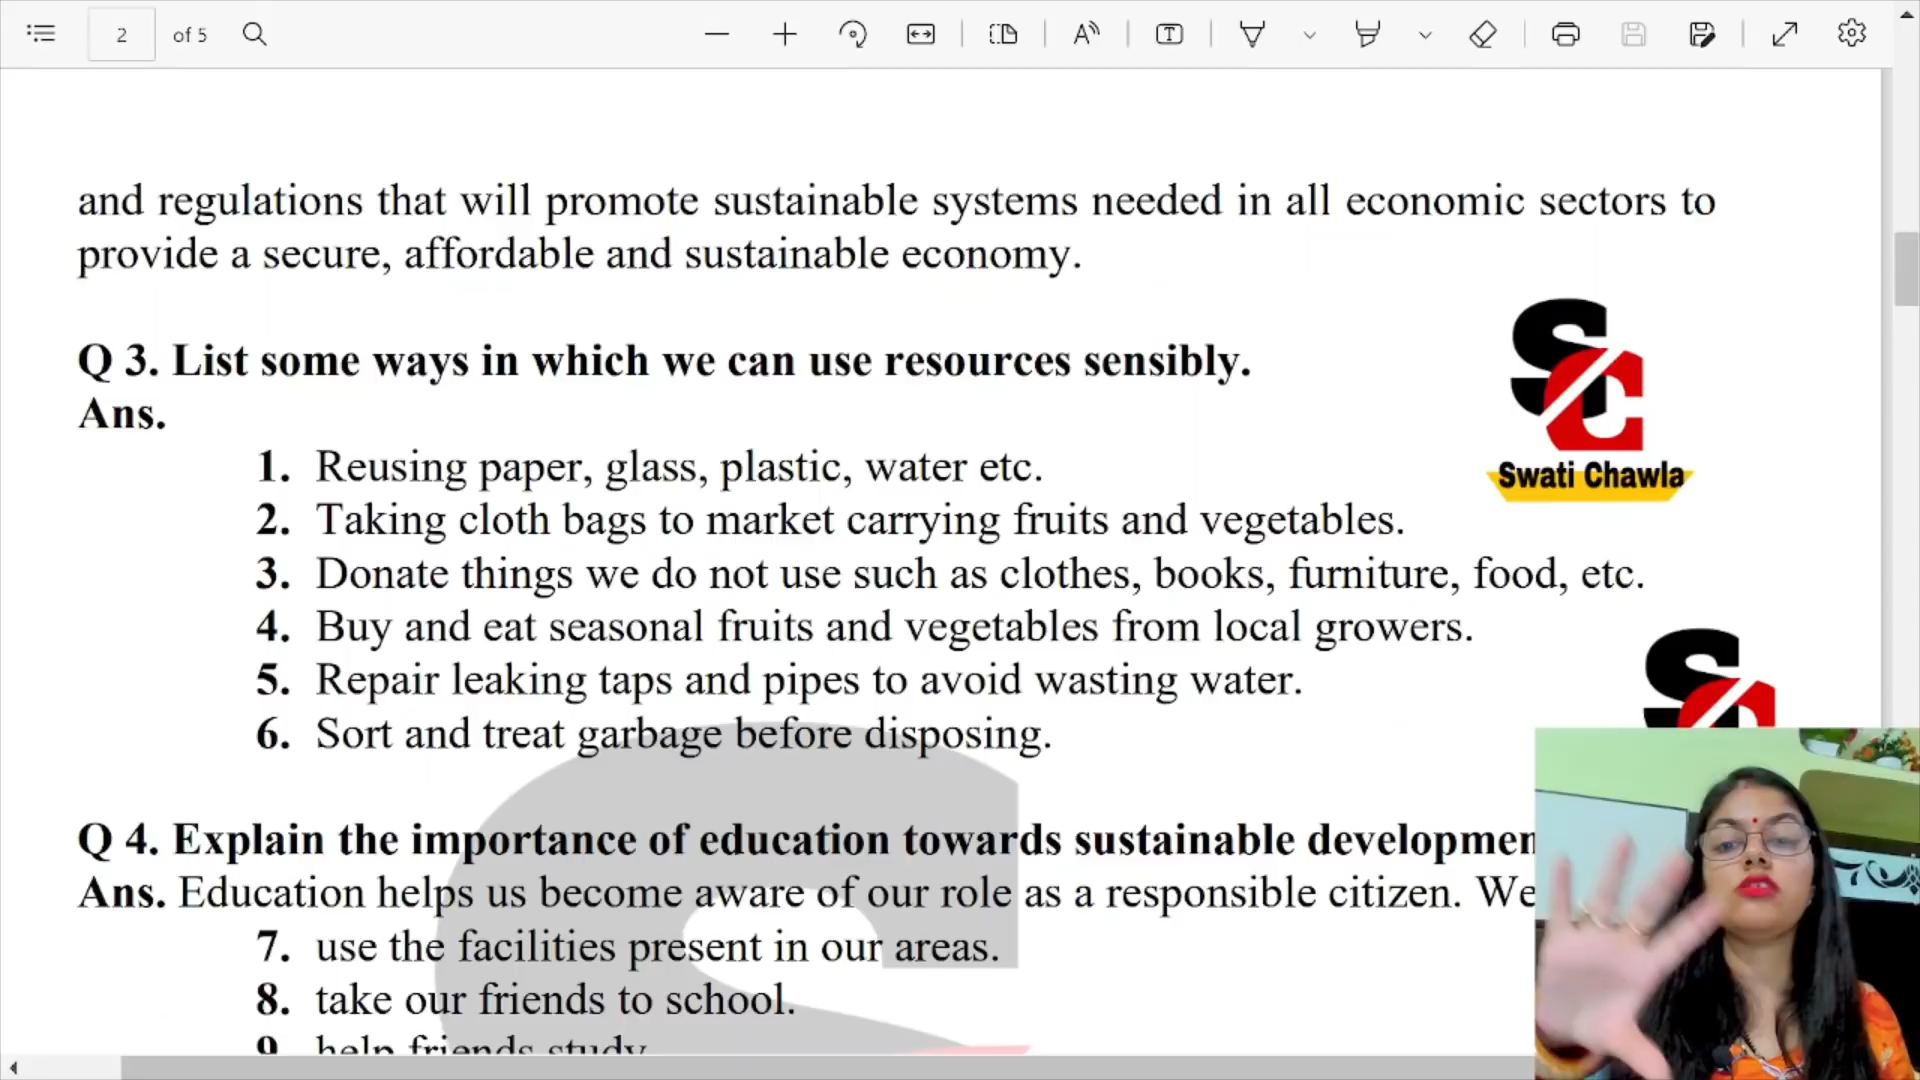 2 of 5
and regulations that will promote sustainable systems needed in all economic sectors to
provide a secure, affordable and sustainable economy.
Q 3. List some ways in which we can use resources sensibly.
Ans.
1. Reusing paper, glass, plastic, water etc.
2. Taking cloth bags to market carrying fruits and vegetables.
3. Donate things we do not use such as clothes, books, furniture, food, etc.
4. Buy and eat seasonal fruits and vegetables from local growers.
5. Repair leaking taps and pipes to avoid wasting water.
6. Sort and treat garbage before disposing.
SC
Swati Chawla
Q 4. Explain the importance of education towards sustainable developmen
Ans. Education helps us become aware of our role as a responsible citizen. We
7. use the facilities present in our areas.
8. take our friends to school.
9. help friends study